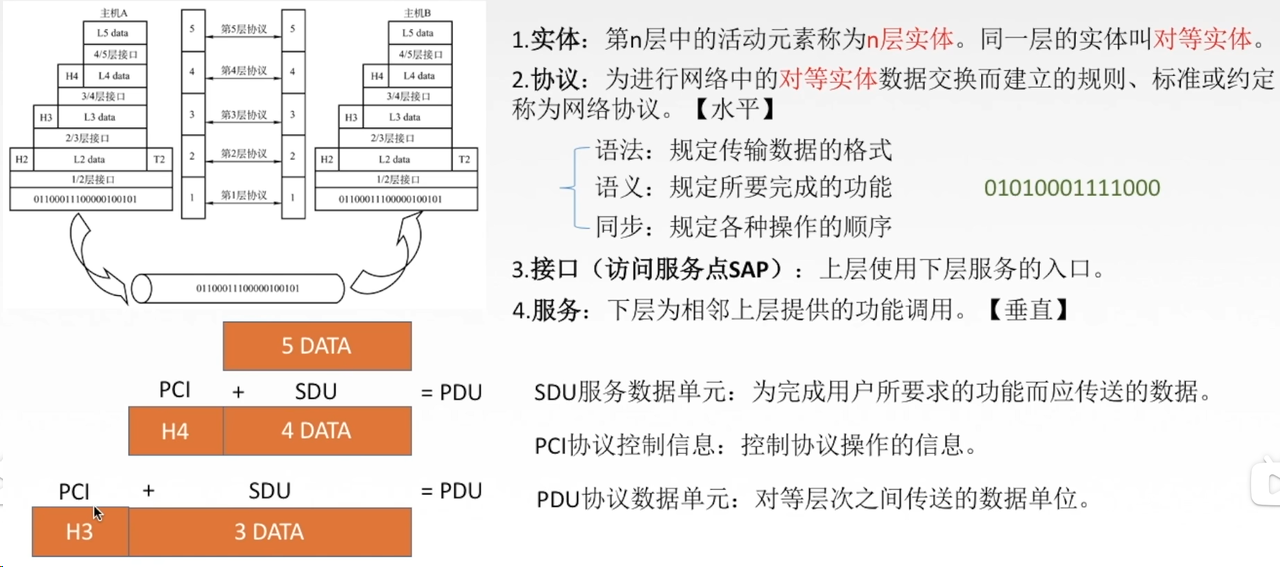 主机A
主机B
L5 data
5
第5层协议
5
L5 data
4/5层接口
4/5层接口
H4
L4 data
4
第4层协议
4
H4
L4 data
3/4层接口
3/4层接口
H3
L3 data
3
第3层协议
3
H3
L3 data
2/3层接口
2/3层接口
H2
L2 data
T2
2
第2层协议
2
H2
L2 data
T2
1/2层接口
1/2层接口
01100011100000100101
1
第1层协议
1
01100011100000100101
01100011100000100101
1.实体：第n层中的活动元素称为n层实体。同一层的实体叫对等实体。
2.协议：为进行网络中的对等实体数据交换而建立的规则、标准或约定
称为网络协议。【水平】
语法：规定传输数据的格式
语义：规定所要完成的功能
01010001111000
同步：规定各种操作的顺序
3.接口（访问服务点SAP）：上层使用下层服务的入口。
4.服务：下层为相邻上层提供的功能调用。【垂直】
5 DATA
PCI + SDU = PDU
H4
4 DATA
PCI + SDU = PDU
H3
3 DATA
SDU服务数据单元：为完成用户所要求的功能而应传送的数据。
PCI协议控制信息：控制协议操作的信息。
PDU协议数据单元：对等层次之间传送的数据单位。